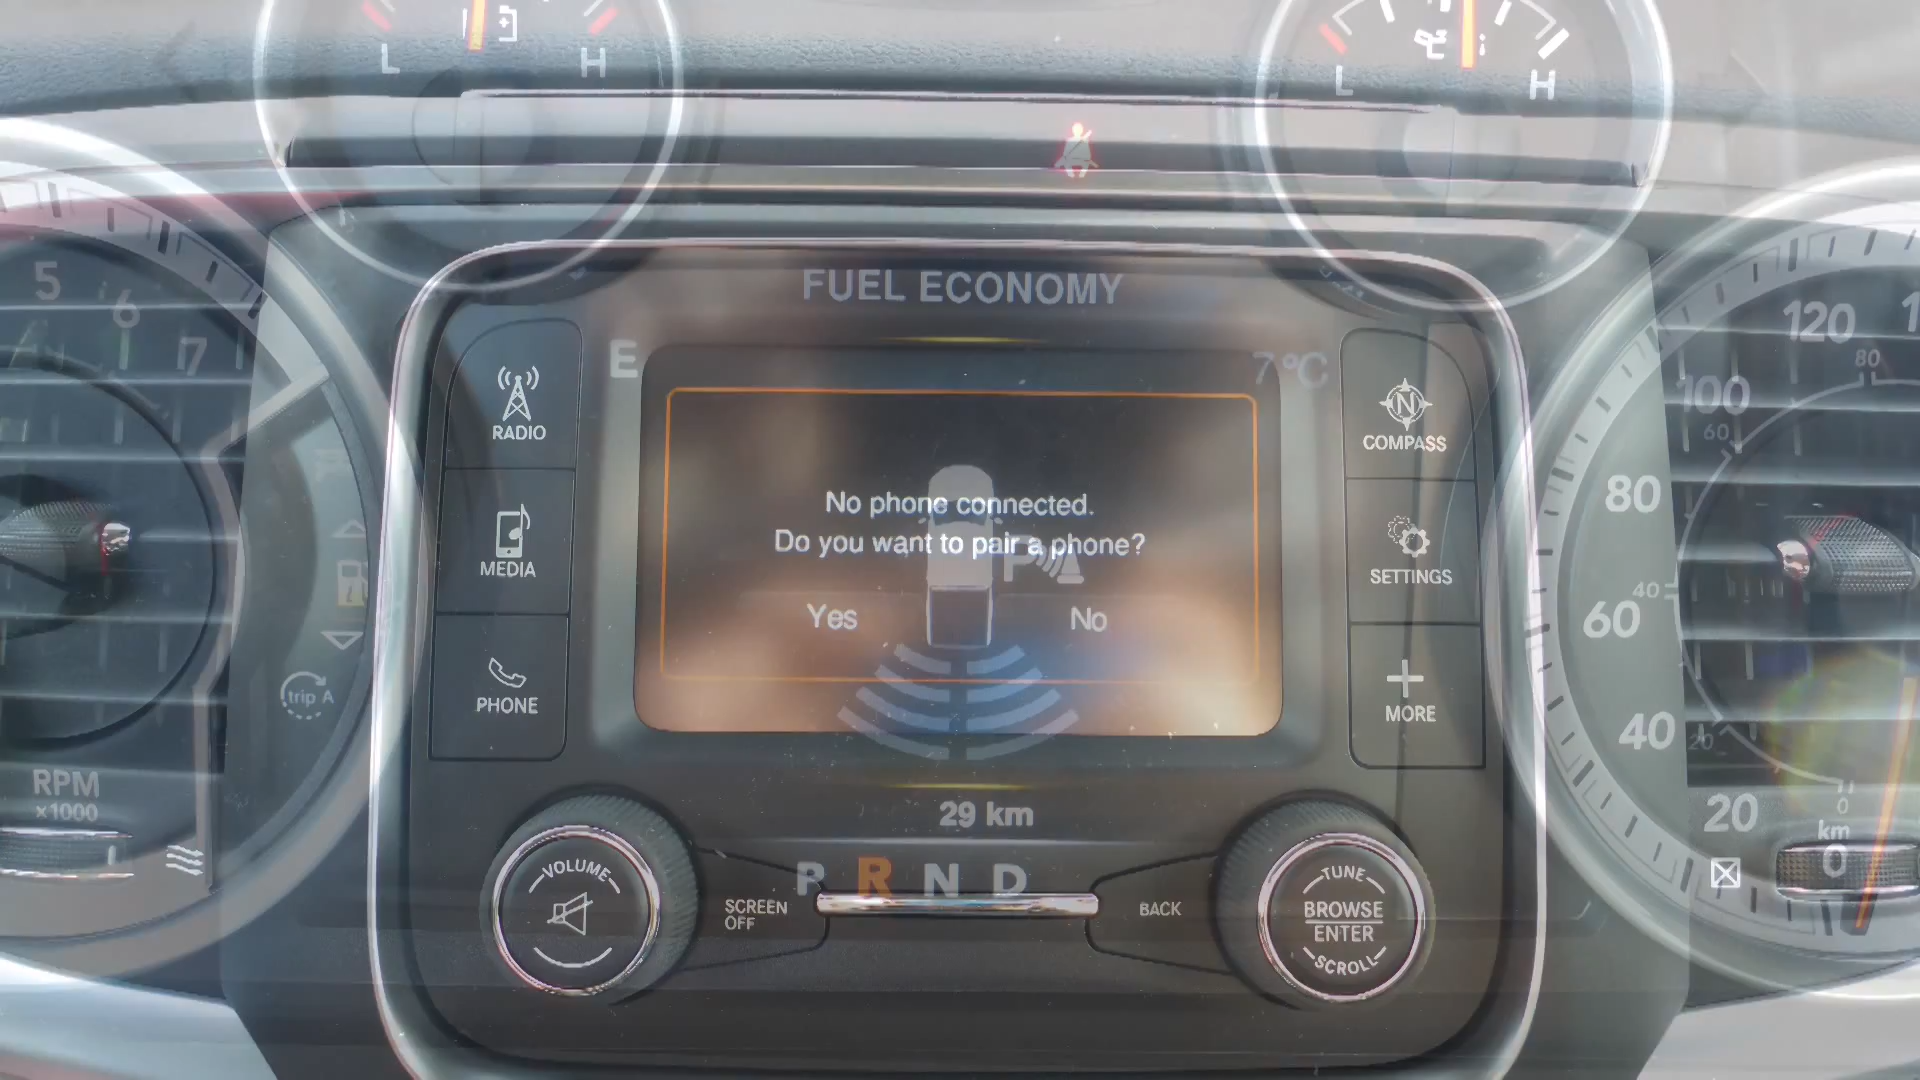 L
H
L
H
5
6
7
RPM
x1000
trip A
FUEL ECONOMY
E
7 °C
RADIO
MEDIA
PHONE
No phone connected.
Do you want to pair a phone?
Yes
No
P
N
COMPASS
SETTINGS
MORE
29 km
P R N D
VOLUME
SCREEN
OFF
BACK
TUNE
BROWSE
ENTER
SCROLL
120
100
80
60
40
20
80
60
40
20
0
km
0